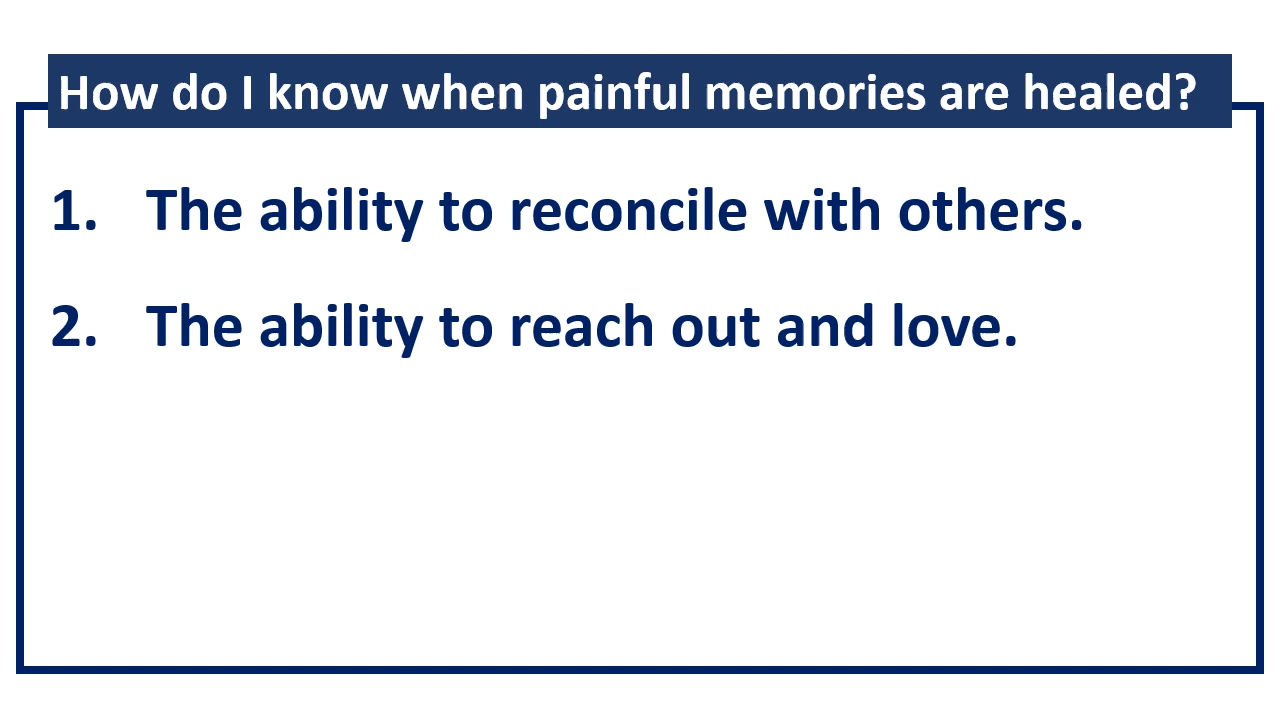 How do I know when painful memories are healed?
1. The ability to reconcile with others.
2. The ability to reach out and love.